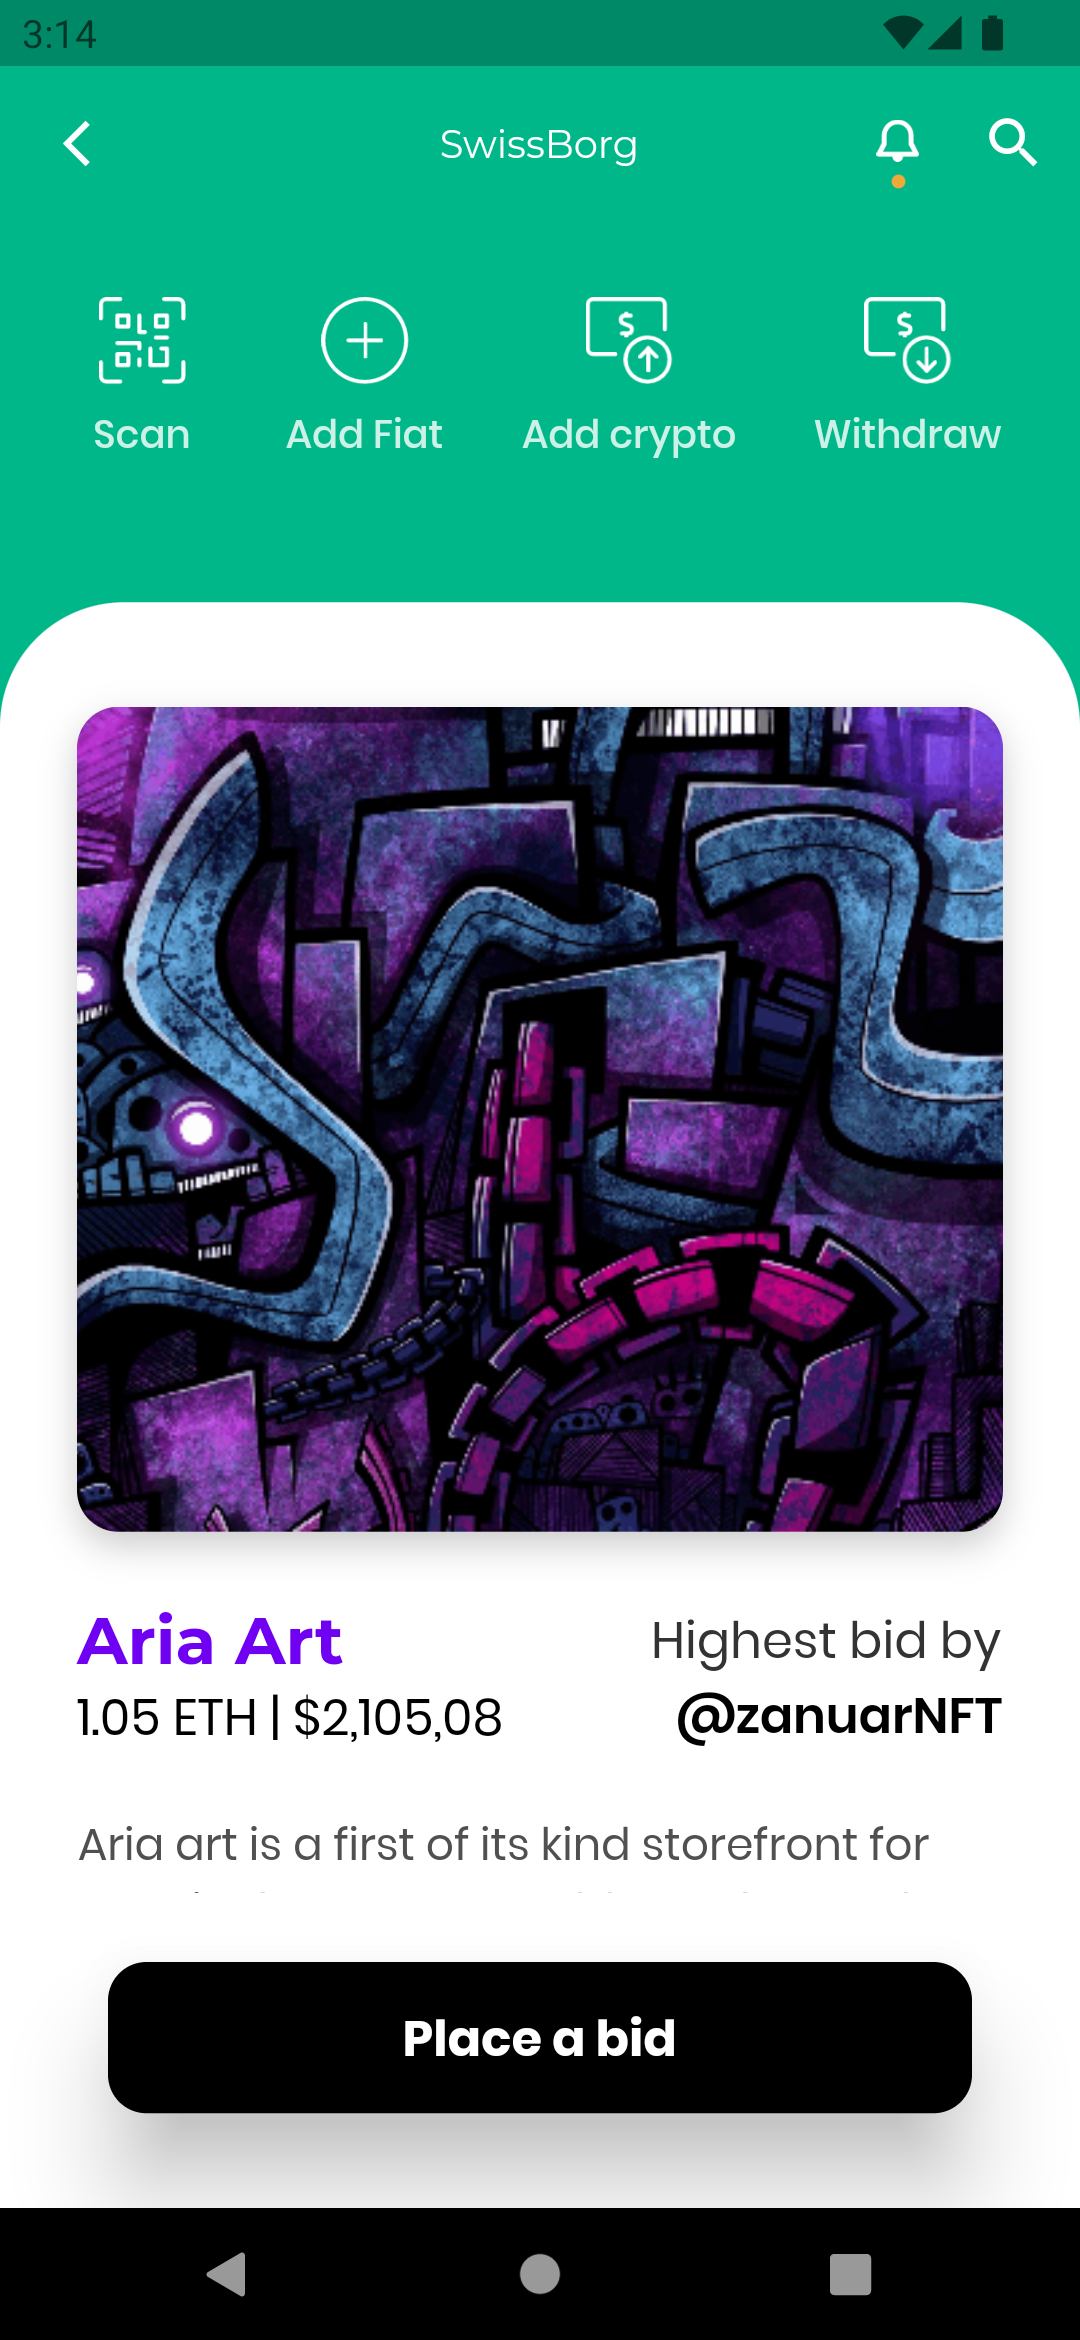 3:14
SwissBorg
Scan
Add Fiat
Add crypto
Withdraw
Aria Art
Highest bid by
1.05 ETH | $2,105,08
@zanuarNFT
Aria art is a first of its kind storefront for
Place a bid